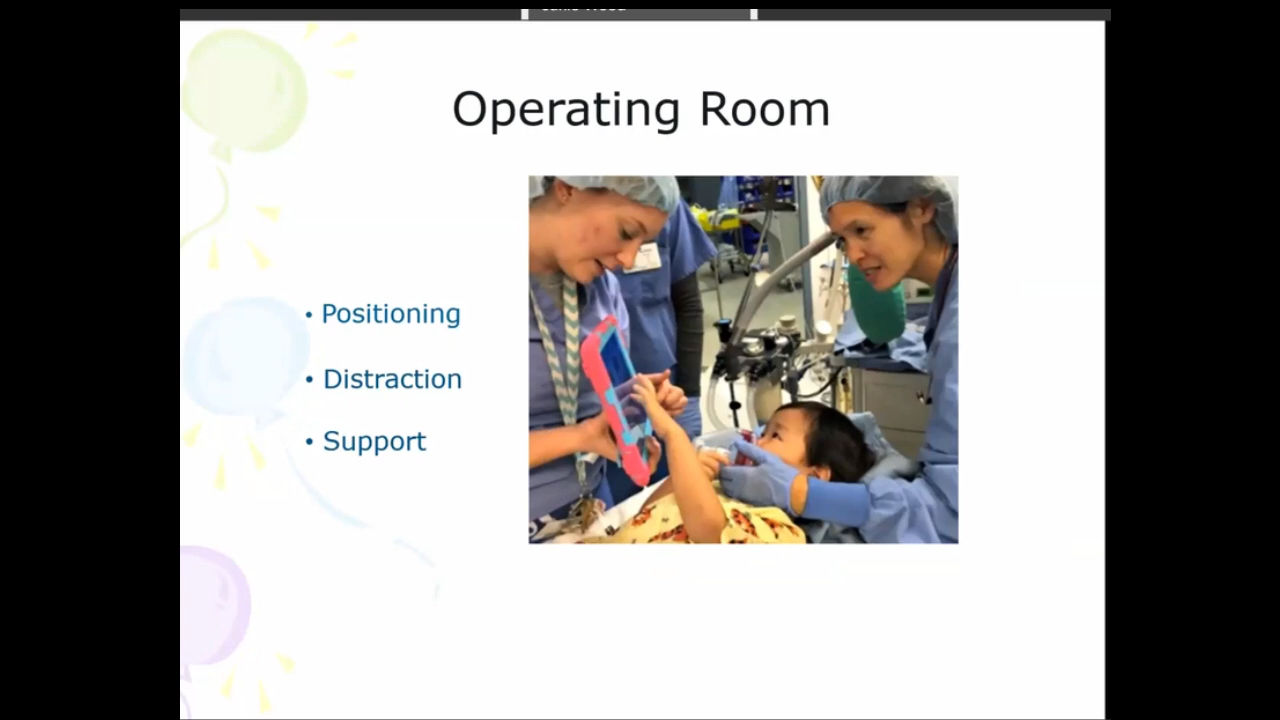 Operating Room
• Positioning
• Distraction
• Support